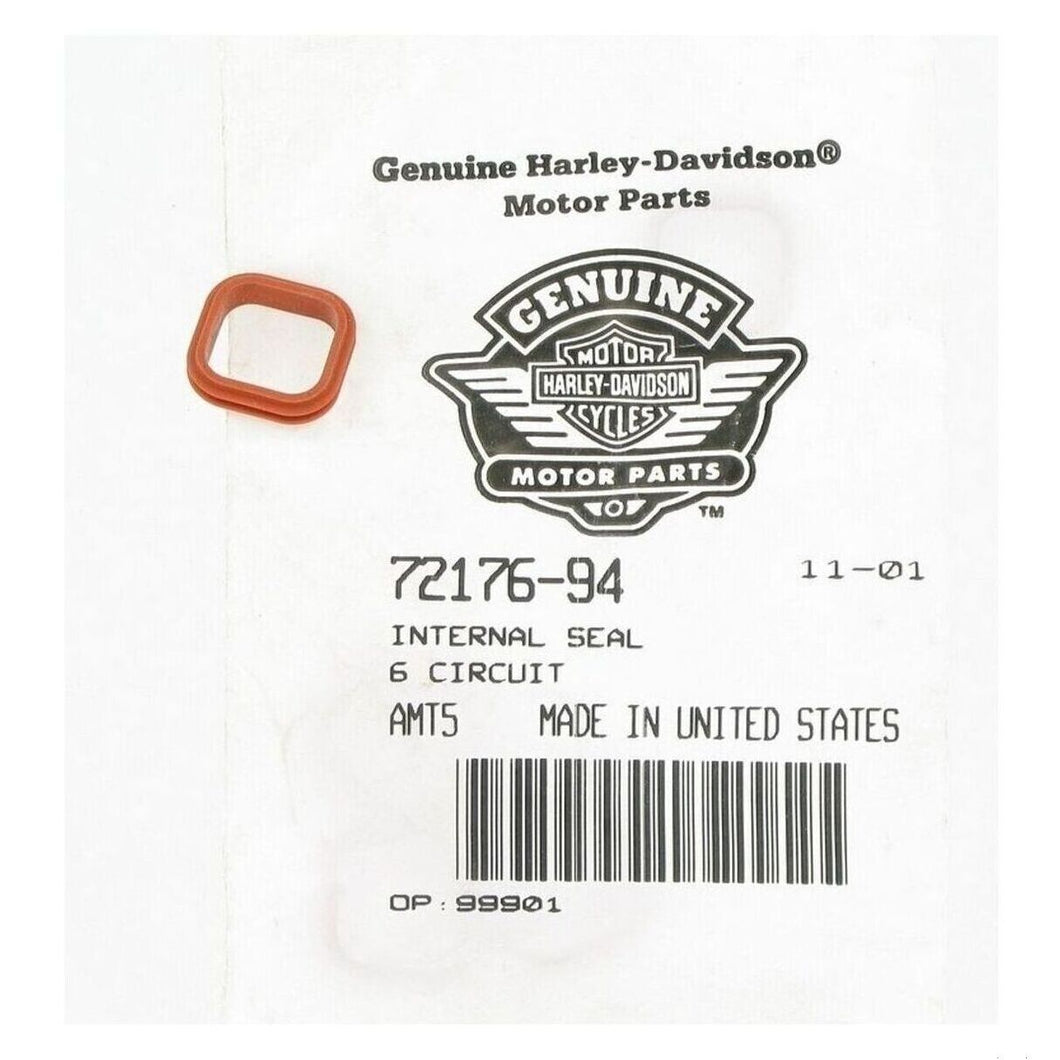 Genuine Harley-Davidson®
Motor Parts
GENUINE
MOTOR
HARLEY-DAVIDSON
CYCLES
MOTOR PARTS
TM
72176-94 11-01
INTERNAL SEAL
6 CIRCUIT
AMT5 MADE IN UNITED STATES
OP: 99901